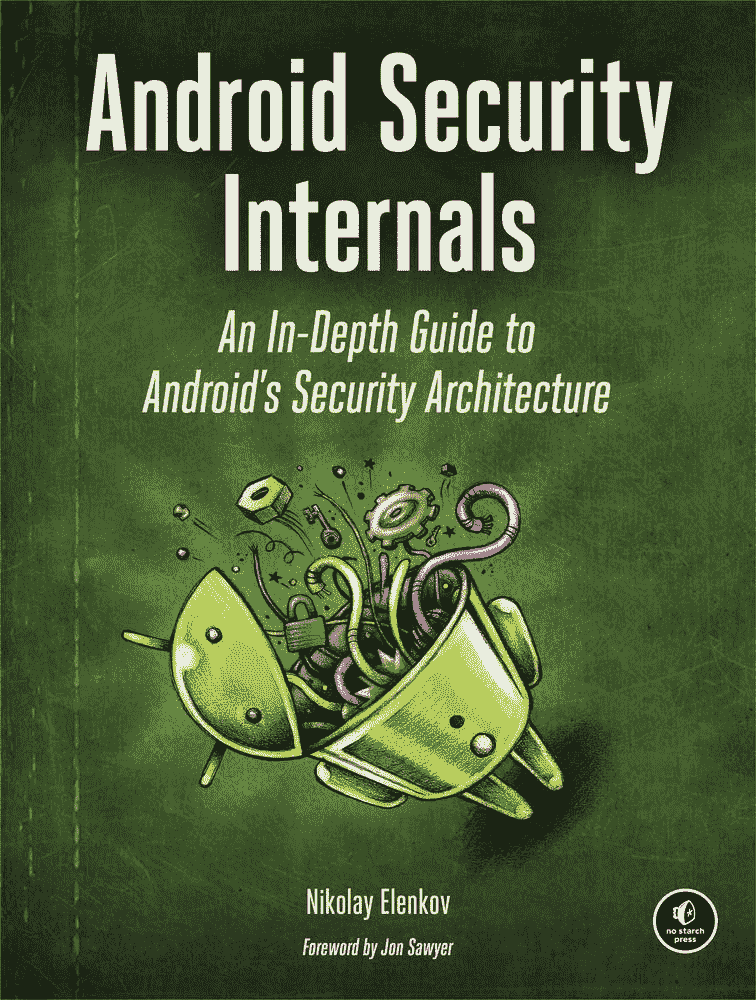 Android Security
Internals
An In-Depth Guide to
Android's Security Architecture
Nikolay Elenkov
Foreword by Jon Sawyer
no starch
press